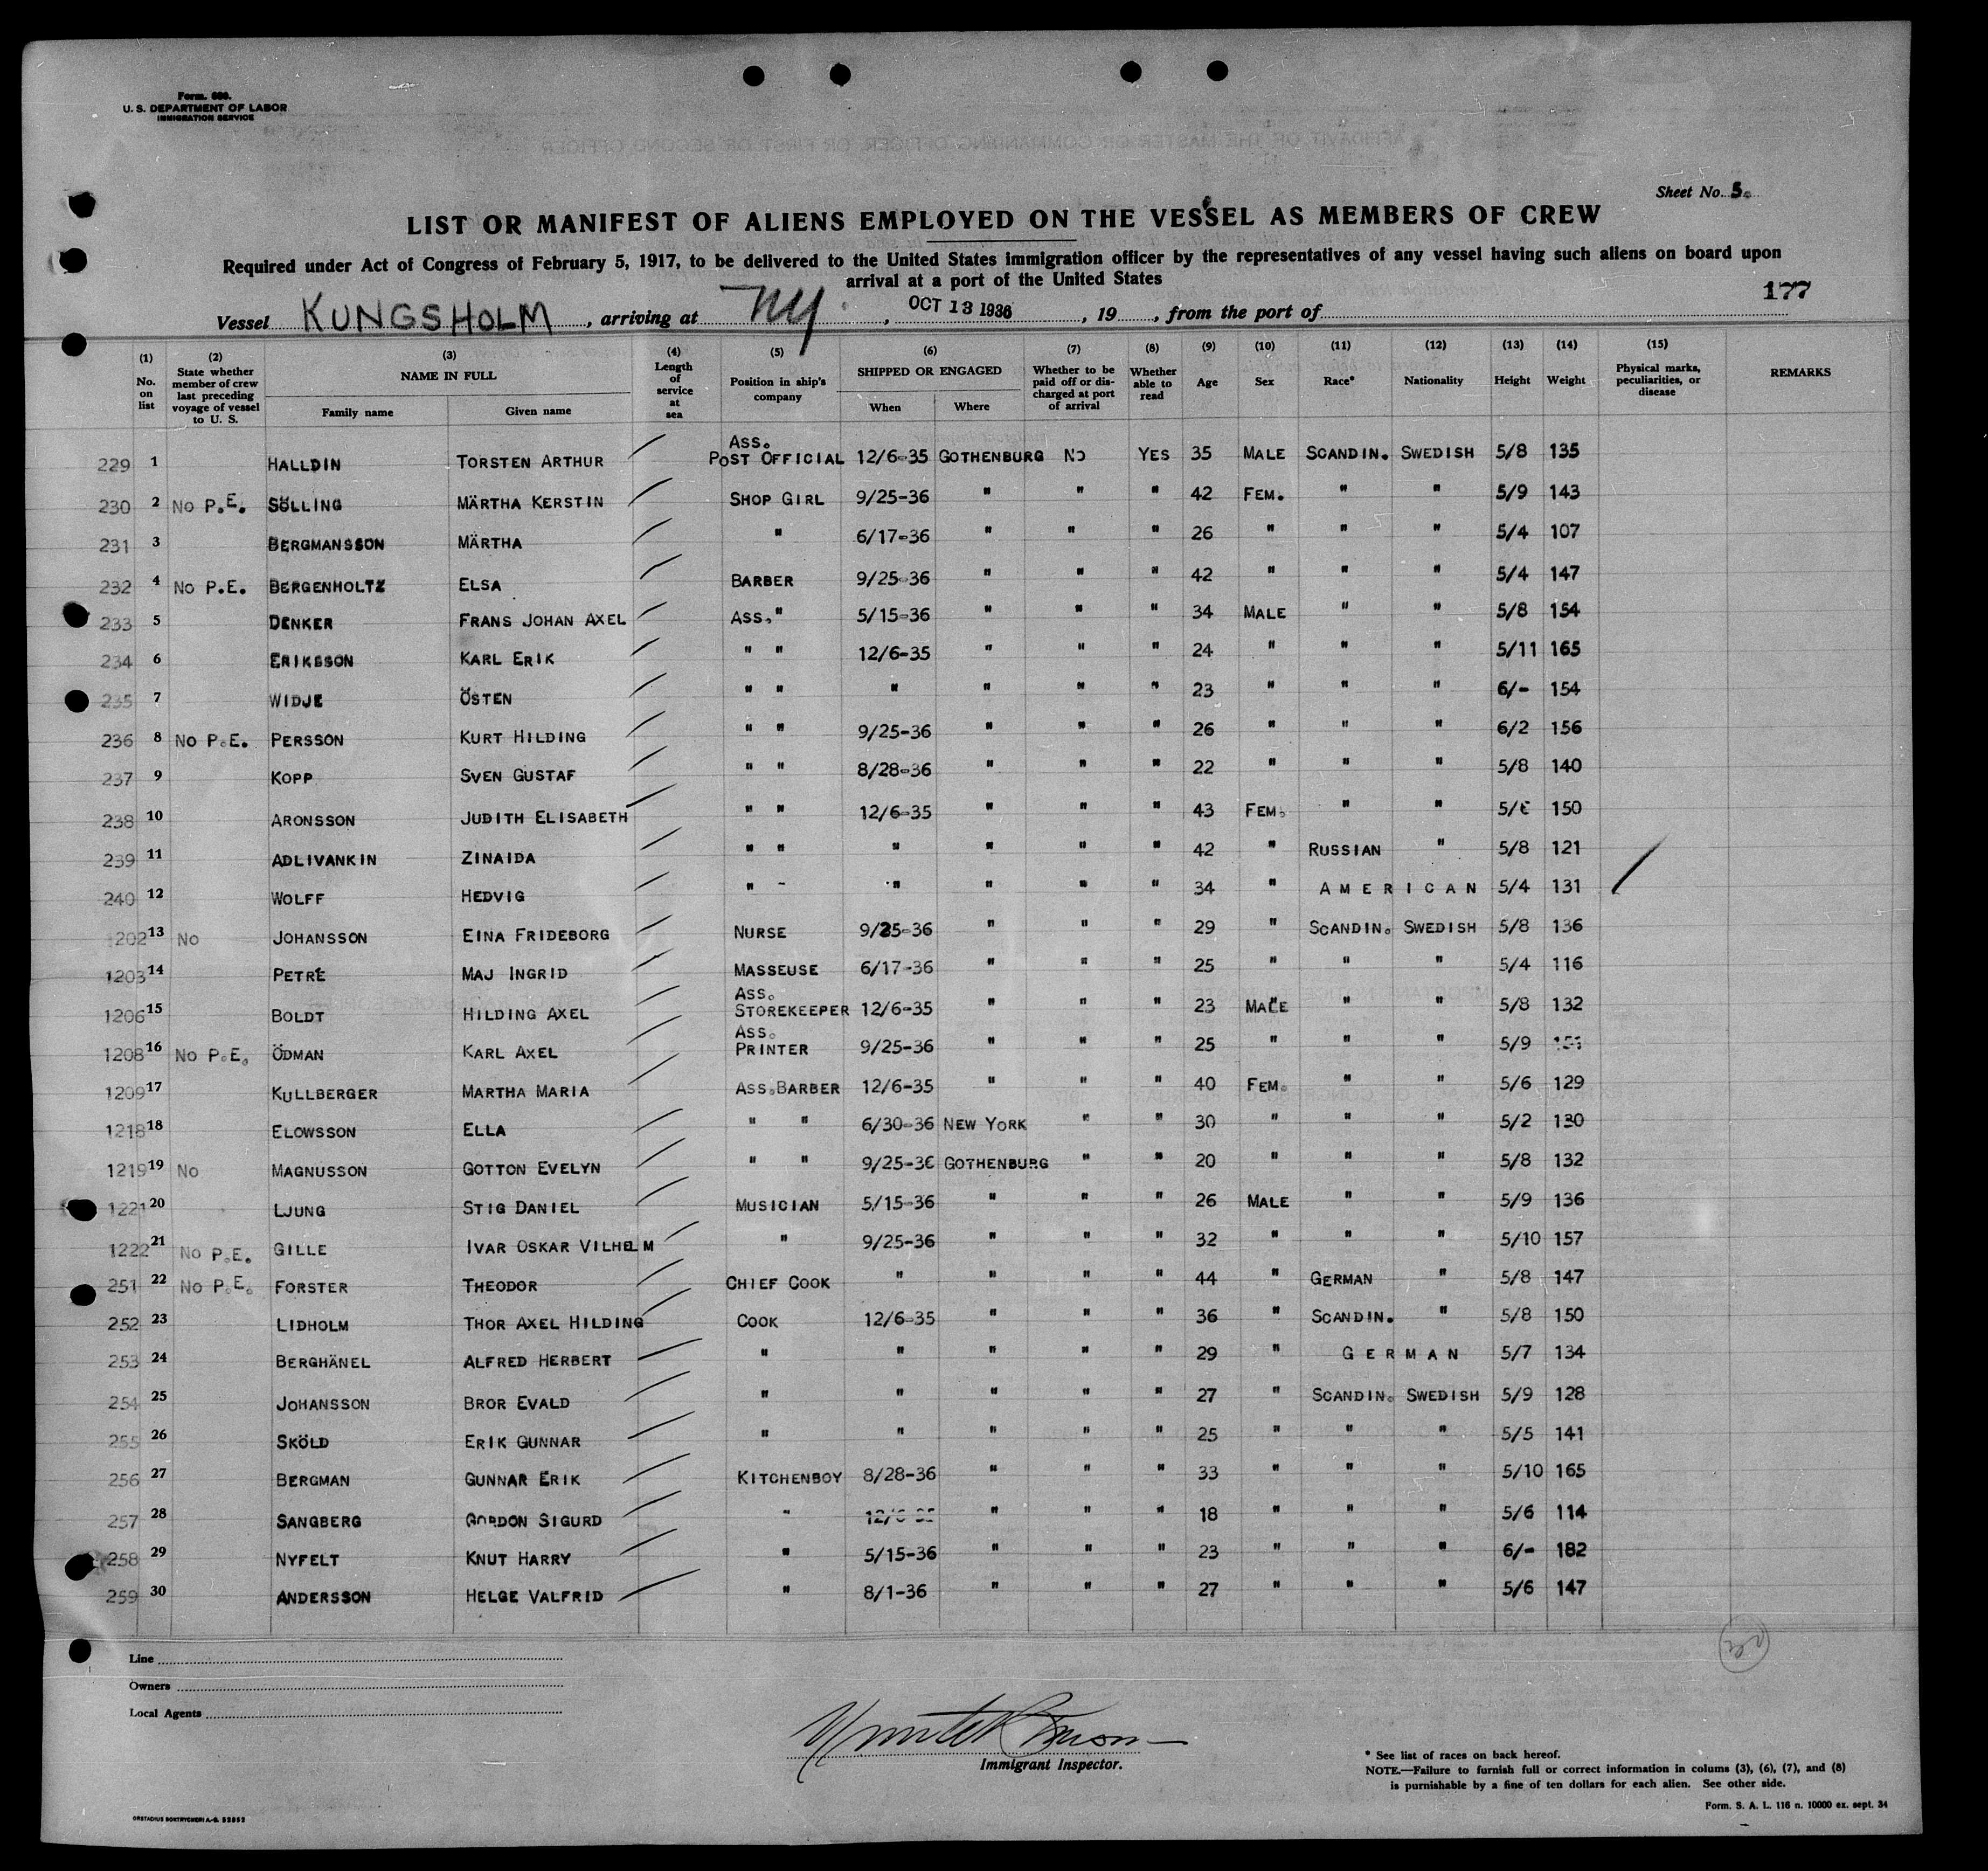 Form. 680.
U. S. DEPARTMENT OF LABOR
IMMIGRATION SERVICE
Sheet No. 5.
LIST OR MANIFEST OF ALIENS EMPLOYED ON THE VESSEL AS MEMBERS OF CREW
Required under Act of Congress of February 5, 1917, to be delivered to the United States immigration officer by the representatives of any vessel having such aliens on board upon
arrival at a port of the United States
177
Vessel KUNGSHOLM, arriving at NY, OCT 13 1936, 19, from the port of
(1) No. on list (2) State whether member of crew last preceding voyage of vessel to U. S. (3) NAME IN FULL Family name Given name (4) Length of service at sea (5) Position in ship's company (6) SHIPPED OR ENGAGED When Where (7) Whether to be paid off or discharged at port of arrival (8) Whether able to read (9) Age (10) Sex (11) Race* (12) Nationality (13) Height (14) Weight (15) Physical marks, peculiarities, or disease REMARKS
229 1 HALLDIN TORSTEN ARTHUR ASS. POST OFFICIAL 12/6-35 GOTHENBURG NO YES 35 MALE SCANDIN. SWEDISH 5/8 135
230 2 NO P.E. SÖLLING MÄRTHA KERSTIN SHOP GIRL 9/25-36 " " " 42 FEM. " " 5/9 143
231 3 BERGMANSSON MÄRTHA " 6/17-36 " " " 26 " " " 5/4 107
232 4 NO P.E. BERGENHOLTZ ELSA BARBER 9/25-36 " " " 42 " " " 5/4 147
233 5 DENKER FRANS JOHAN AXEL ASS. " 5/15-36 " " " 34 MALE " " 5/8 154
234 6 ERIKSSON KARL ERIK " " 12/6-35 " " " 24 " " " 5/11 165
235 7 WIDJE ÖSTEN " " " " " " 23 " " " 6/- 154
236 8 NO P.E. PERSSON KURT HILDING " " 9/25-36 " " " 26 " " " 6/2 156
237 9 KOPP SVEN GUSTAF " " 8/28-36 " " " 22 " " " 5/8 140
238 10 ARONSSON JUDITH ELISABETH " " 12/6-35 " " " 43 FEM. " " 150
239 11 ADLIVANKIN ZINAIDA " " " " " " 42 " RUSSIAN " 5/8 121
240 12 WOLFF HEDVIG " - " " " " 34 " AMERICAN 5/4 131
1202 13 NO JOHANSSON EINA FRIDEBORG NURSE 9/25-36 " " " 29 " SCANDIN. SWEDISH 5/8 136
1203 14 PETRÉ MAJ INGRID MASSEUSE 6/17-36 " " " 25 " " " 5/4 116
1206 15 BOLDT HILDING AXEL ASS. STOREKEEPER 12/6-35 " " " 23 MALE " " 5/8 132
1208 16 NO P.E. ÖDMAN KARL AXEL ASS. PRINTER 9/25-36 " " " 25 " " " 5/9
1209 17 KULLBERGER MARTHA MARIA ASS. BARBER 12/6-35 " " " 40 FEM. " " 5/6 129
1218 18 ELOWSSON ELLA " " 6/30-36 NEW YORK " " 30 " " " 5/2 130
1219 19 NO MAGNUSSON GOTTON EVELYN " " 9/25-36 GOTHENBURG " " 20 " " " 5/8 132
1221 20 LJUNG STIG DANIEL MUSICIAN 5/15-36 " " " 26 MALE " " 5/9 136
1222 21 NO P.E. GILLE IVAR OSKAR VILHELM " 9/25-36 " " " 32 " " " 5/10 157
251 22 NO P.E. FORSTER THEODOR CHIEF COOK " " " " 44 " GERMAN " 5/8 147
252 23 LIDHOLM THOR AXEL HILDING COOK 12/6-35 " " " 36 " SCANDIN. " 5/8 150
253 24 BERGHÄNEL ALFRED HERBERT " " " " " 29 " GERMAN 5/7 134
254 25 JOHANSSON BROR EVALD " " " " " 27 " SCANDIN. SWEDISH 5/9 128
255 26 SKÖLD ERIK GUNNAR " " " " " 25 " " " 5/5 141
256 27 BERGMAN GUNNAR ERIK KITCHENBOY 8/28-36 " " " 33 " " " 5/10 165
257 28 SANGBERG GORDON SIGURD " " " " 18 " " " 5/6 114
258 29 NYFELT KNUT HARRY " 5/15-36 " " " 23 " " " 6/- 182
259 30 ANDERSSON HELGE VALFRID " 8/1-36 " " " 27 " " " 5/6 147
Line
Owners
Local Agents
Immigrant Inspector.
* See list of races on back hereof.
NOTE.—Failure to furnish full or correct information in colums (3), (6), (7), and (8)
is punishable by a fine of ten dollars for each alien. See other side.
Form. S. A. L. 116 n. 10000 ex. sept. 34